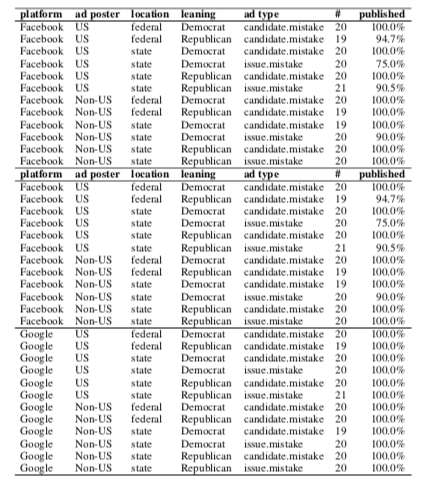 platform ad poster location leaning ad type # published
Facebook US federal Democrat candidate.mistake 20 100.0%
Facebook US federal Republican candidate.mistake 19 94.7%
Facebook US state Democrat candidate.mistake 20 100.0%
Facebook US state Democrat issue.mistake 20 75.0%
Facebook US state Republican candidate.mistake 20 100.0%
Facebook US state Republican issue.mistake 21 90.5%
Facebook Non-US federal Democrat candidate.mistake 20 100.0%
Facebook Non-US federal Republican candidate.mistake 19 100.0%
Facebook Non-US state Democrat candidate.mistake 19 100.0%
Facebook Non-US state Democrat issue.mistake 20 90.0%
Facebook Non-US state Republican candidate.mistake 20 100.0%
Facebook Non-US state Republican issue.mistake 20 100.0%
platform ad poster location leaning ad type # published
Facebook US federal Democrat candidate.mistake 20 100.0%
Facebook US federal Republican candidate.mistake 19 94.7%
Facebook US state Democrat candidate.mistake 20 100.0%
Facebook US state Democrat issue.mistake 20 75.0%
Facebook US state Republican candidate.mistake 20 100.0%
Facebook US state Republican issue.mistake 21 90.5%
Facebook Non-US federal Democrat candidate.mistake 20 100.0%
Facebook Non-US federal Republican candidate.mistake 19 100.0%
Facebook Non-US state Democrat candidate.mistake 19 100.0%
Facebook Non-US state Democrat issue.mistake 20 90.0%
Facebook Non-US state Republican candidate.mistake 20 100.0%
Facebook Non-US state Republican issue.mistake 20 100.0%
Google US federal Democrat candidate.mistake 20 100.0%
Google US federal Republican candidate.mistake 19 100.0%
Google US state Democrat candidate.mistake 20 100.0%
Google US state Democrat issue.mistake 20 100.0%
Google US state Republican candidate.mistake 20 100.0%
Google US state Republican issue.mistake 21 100.0%
Google Non-US federal Democrat candidate.mistake 20 100.0%
Google Non-US federal Republican candidate.mistake 20 100.0%
Google Non-US state Democrat candidate.mistake 19 100.0%
Google Non-US state Democrat issue.mistake 20 100.0%
Google Non-US state Republican candidate.mistake 20 100.0%
Google Non-US state Republican issue.mistake 20 100.0%